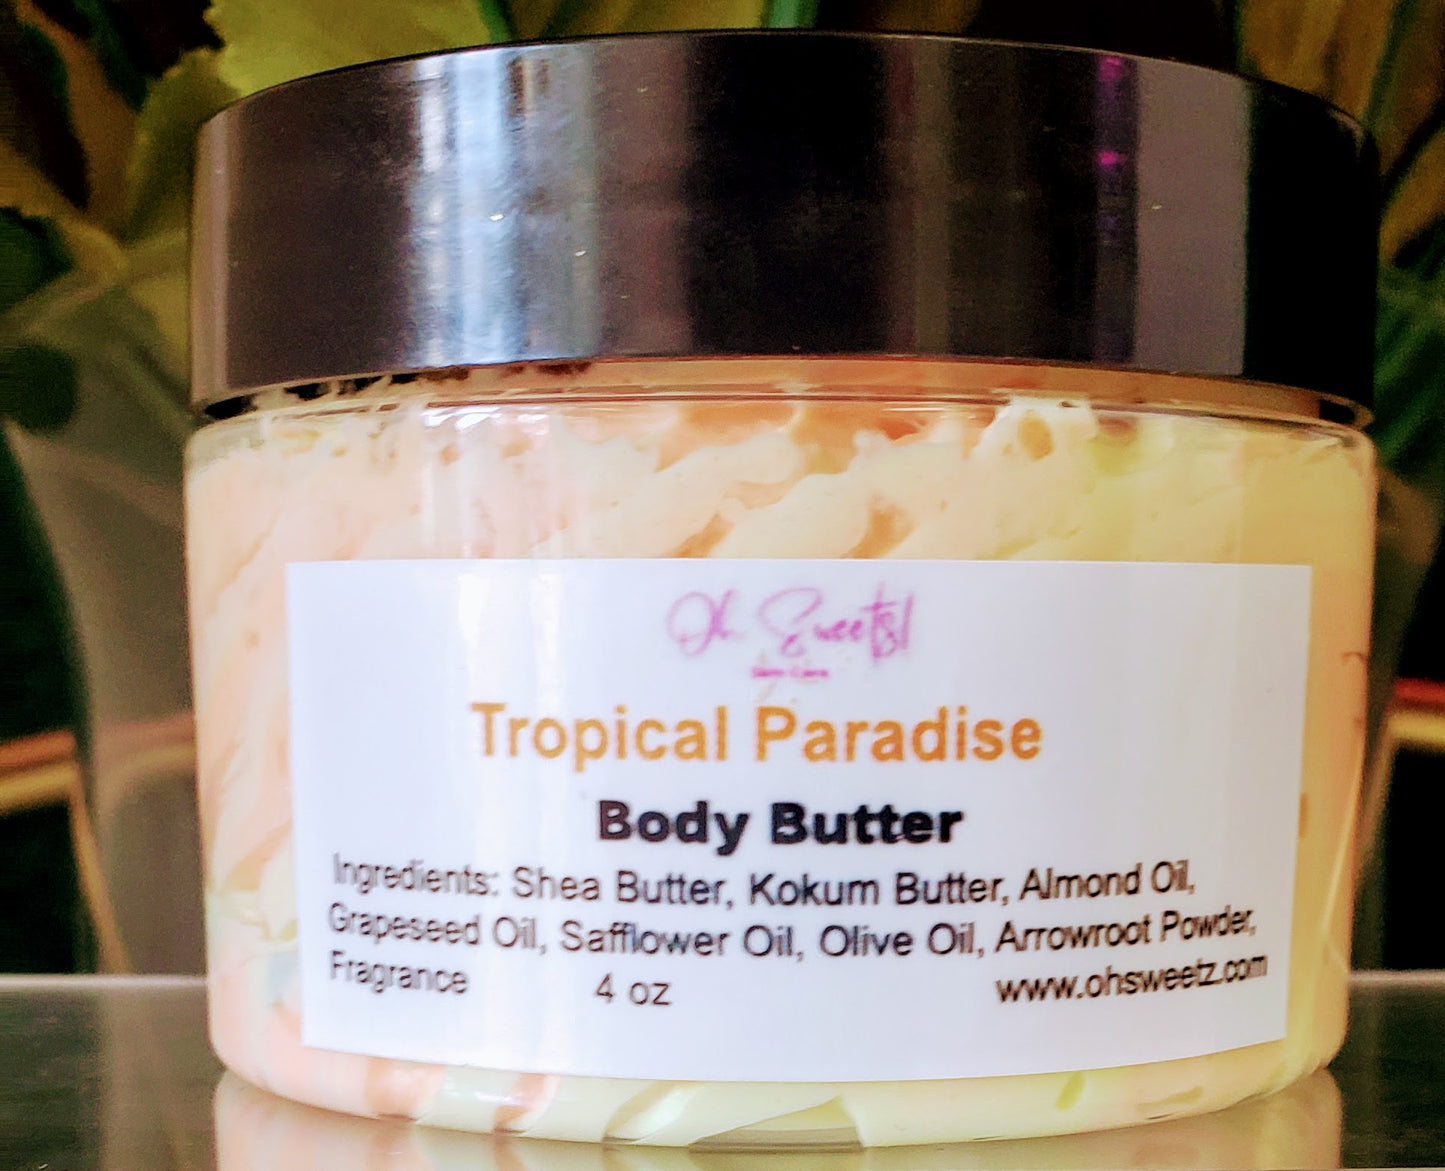 Oh Sweets!
Tropical Paradise
Body Butter
Ingredients: Shea Butter, Kokum Butter, Almond Oil,
Grapeseed Oil, Safflower Oil, Olive Oil, Arrowroot Powder,
Fragrance 4 oz www.ohsweetz.com